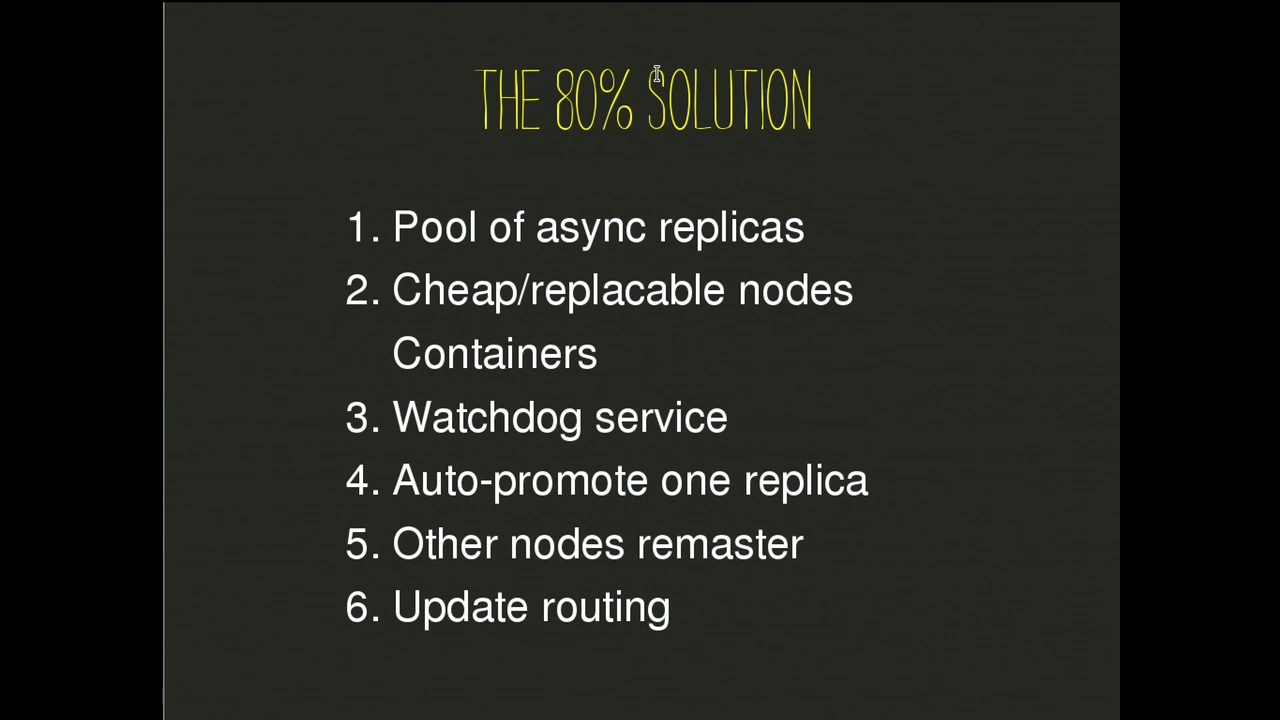 THE 80% SOLUTION
1. Pool of async replicas
2. Cheap/replacable nodes
Containers
3. Watchdog service
4. Auto-promote one replica
5. Other nodes remaster
6. Update routing